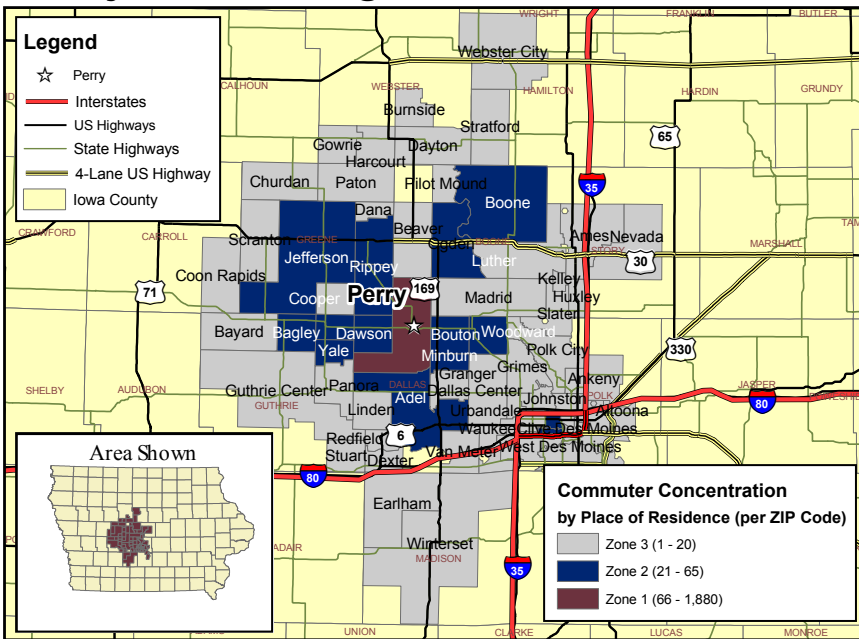 Legend
Perry
Interstates
US Highways
State Highways
4-Lane US Highway
Iowa County
WRIGHT
FRANKLIN
BUTLER
Webster City
CALHOUN
WEBSTER
HAMILTON
HARDIN
GRUNDY
Burnside
Stratford
65
Gowrie
Dayton
Harcourt
Churdan
Paton
Pilot Mound
35
Boone
Dana
CRAWFORD
CARROLL
Scranton
GREENE
Beaver
Ogden
BOONE
Ames
Nevada
STORY
MARSHALL
Jefferson
Rippey
Luther
30
Coon Rapids
Kelley
71
Cooper
Perry
169
Madrid
Huxley
Slater
Bayard
Bagley
Dawson
Bouton
Woodward
330
Yale
Minburn
Polk City
Grimes
Granger
Ankeny
SHELBY
AUDUBON
Guthrie Center
Panora
DALLAS
Dallas Center
Johnston
POLK
JASPER
GUTHRIE
Adel
80
Linden
Urbandale
Altoona
6
Waukee
Clive
Des Moines
Redfield
Stuart
Dexter
Van Meter
West Des Moines
80
Area Shown
Earlham
ADAIR
Winterset
MADISON
35
Commuter Concentration
by Place of Residence (per ZIP Code)
Zone 3 (1 - 20)
Zone 2 (21 - 65)
Zone 1 (66 - 1,880)
UNION
CLARKE
LUCAS
MONROE